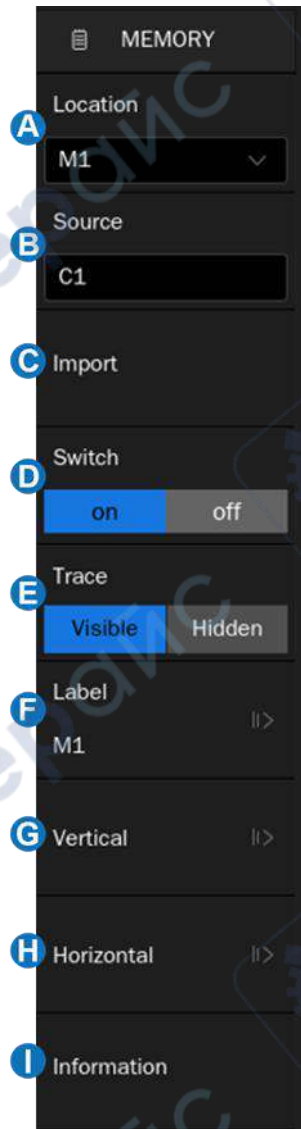 MEMORY
Location
A
M1
Source
B
C1
C Import
Switch
D
on off
Trace
E
Visible Hidden
Label
F
M1
G Vertical
H Horizontal
I Information